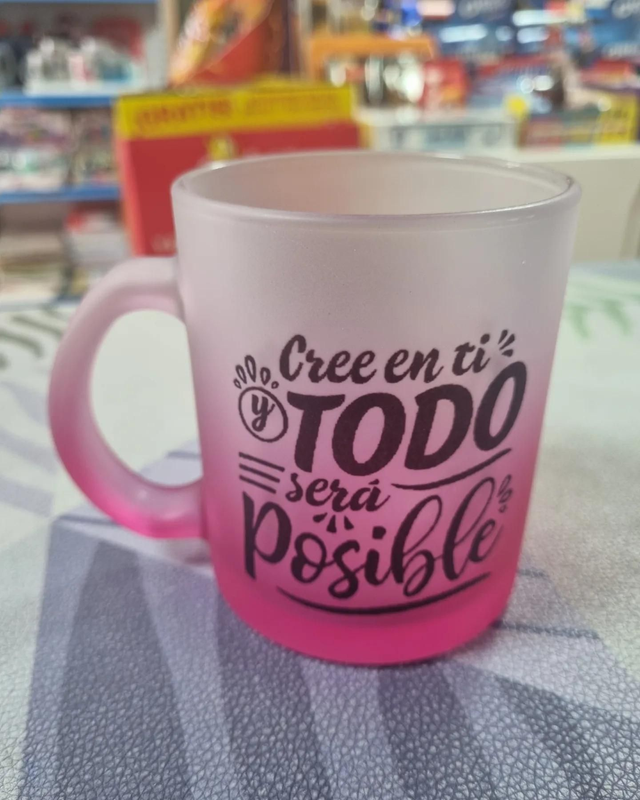 Cree en ti
y TODO
será
Posible